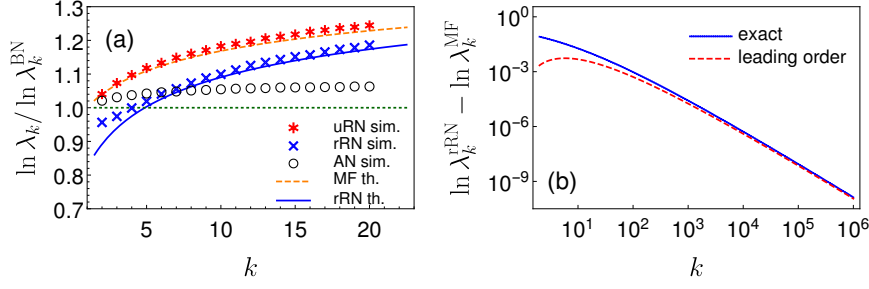 1.3
1.2
1.1
1.0
0.9
0.8
0.7
ln λ_k / ln λ_k^BN
(a)
uRN sim.
rRN sim.
AN sim.
MF th.
rRN th.
5 10 15 20
k
10^0
10^-3
10^-6
10^-9
ln λ_k^rRN − ln λ_k^MF
exact
leading order
(b)
10^1 10^2 10^3 10^4 10^5 10^6
k